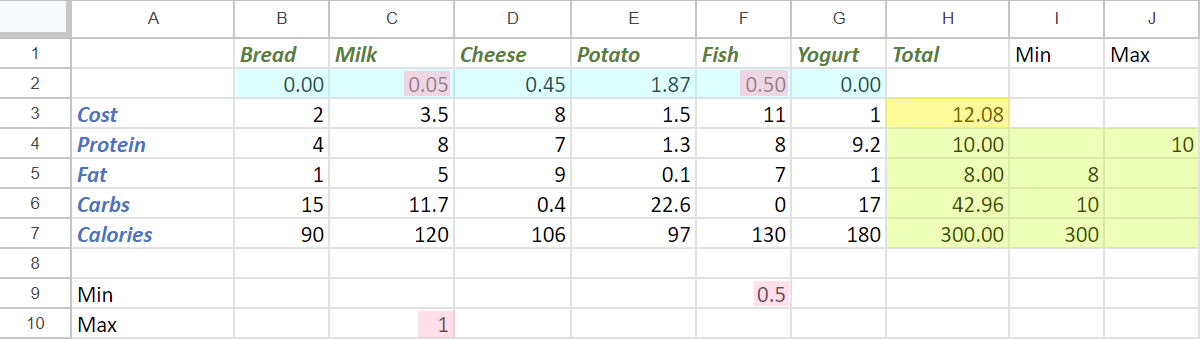 A B C D E F G H I J
1 Bread Milk Cheese Potato Fish Yogurt Total Min Max
2 0.00 0.05 0.45 1.87 0.50 0.00
3 Cost 2 3.5 8 1.5 11 1 12.08
4 Protein 4 8 7 1.3 8 9.2 10.00 10
5 Fat 1 5 9 0.1 7 1 8.00 8
6 Carbs 15 11.7 0.4 22.6 0 17 42.96 10
7 Calories 90 120 106 97 130 180 300.00 300
8
9 Min 0.5
10 Max 1